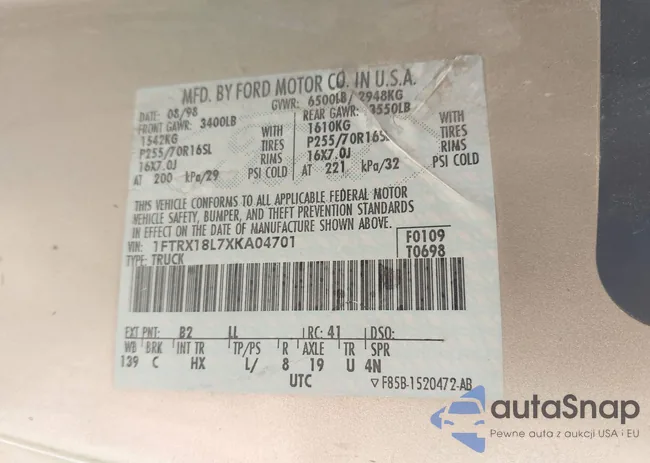 MFD. BY FORD MOTOR CO. IN U.S.A.
DATE: 08/98 GVWR: 6500LB/ 2948KG
FRONT GAWR: 3400LB REAR GAWR: 3550LB
1542KG WITH 1610KG WITH
P255/70R16SL TIRES P255/70R16SL TIRES
16X7.0J RIMS 16X7.0J RIMS
AT 200 kPa/29 PSI COLD AT 221 kPa/32 PSI COLD
THIS VEHICLE CONFORMS TO ALL APPLICABLE FEDERAL MOTOR
VEHICLE SAFETY, BUMPER, AND THEFT PREVENTION STANDARDS
IN EFFECT ON THE DATE OF MANUFACTURE SHOWN ABOVE.
VIN: 1FTRX18L7XKA04701 F0109
TYPE: TRUCK T0698
EXT PNT: B2 LL RC: 41 DSO:
WB BRK INT TR TP/PS R AXLE TR SPR
139 C HX L/ 8 19 U 4N
UTC ▽ F85B-1520472-AB
autoSnap
Pewne auta z aukcji USA i EU